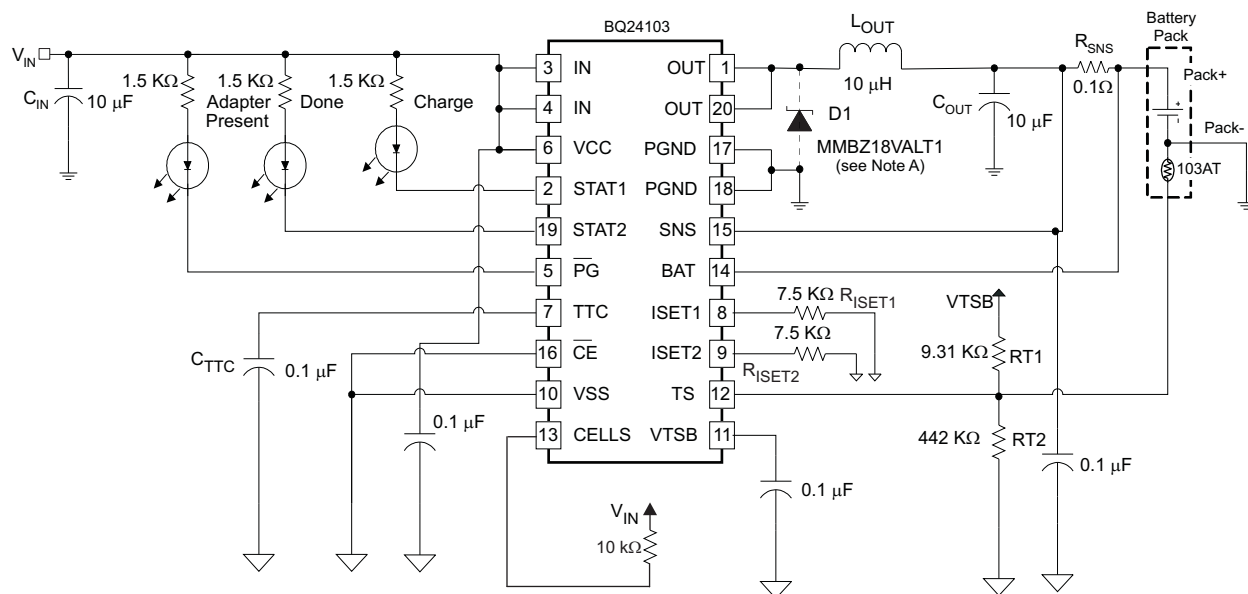 BQ24103
L_OUT
Battery
Pack
V_IN
R_SNS
Pack+
1.5 KΩ
1.5 KΩ
1.5 KΩ
3 IN
OUT 1
10 μH
0.1Ω
C_IN
10 μF
Adapter
Present
Done
Charge
4 IN
OUT 20
D1
C_OUT
10 μF
Pack-
6 VCC
PGND 17
MMBZ18VALT1
(see Note A)
103AT
2 STAT1
PGND 18
19 STAT2
SNS 15
5 PG
BAT 14
7.5 KΩ
R_ISET1
VTSB
7 TTC
ISET1 8
7.5 KΩ
C_TTC
0.1 μF
16 CE
ISET2 9
R_ISET2
9.31 KΩ
RT1
10 VSS
TS 12
0.1 μF
13 CELLS
VTSB 11
442 KΩ
RT2
0.1 μF
0.1 μF
V_IN
10 kΩ